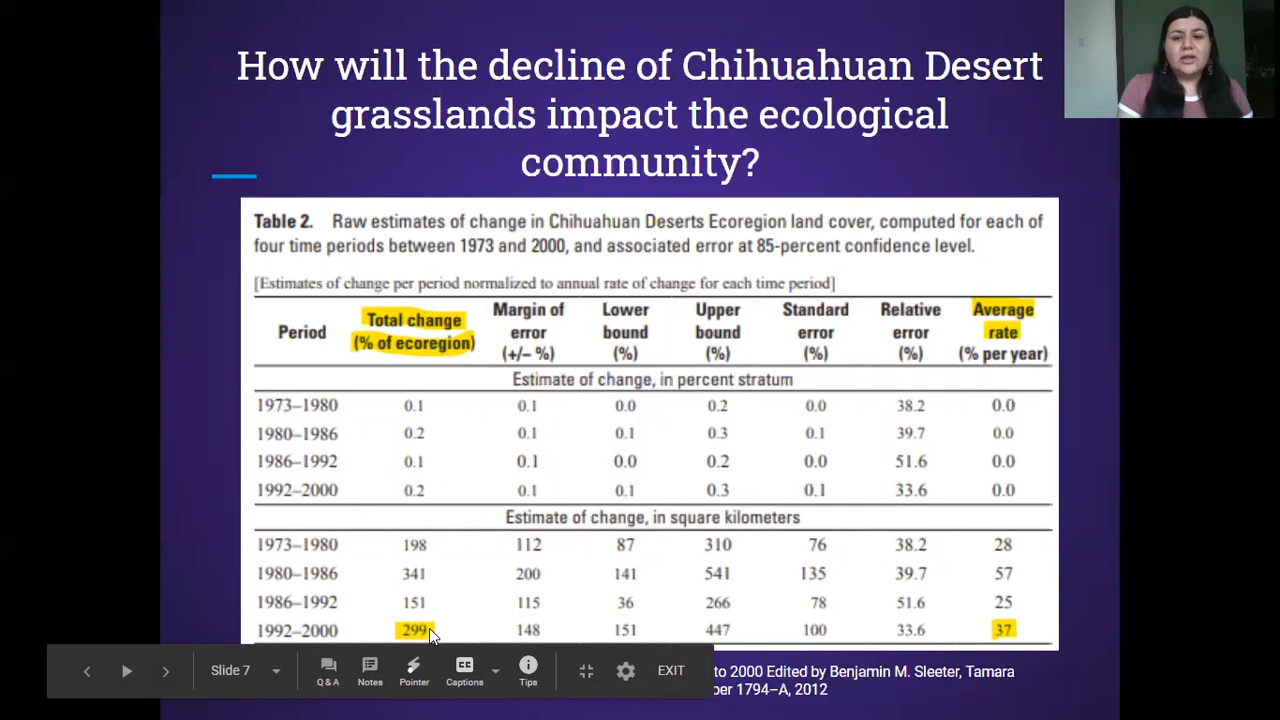 How will the decline of Chihuahuan Desert
grasslands impact the ecological
community?
Table 2. Raw estimates of change in Chihuahuan Deserts Ecoregion land cover, computed for each of
four time periods between 1973 and 2000, and associated error at 85-percent confidence level.
[Estimates of change per period normalized to annual rate of change for each time period]
Period Total change (% of ecoregion) Margin of error (+/– %) Lower bound (%) Upper bound (%) Standard error (%) Relative error (%) Average rate (% per year)
Estimate of change, in percent stratum
1973–1980 0.1 0.1 0.0 0.2 0.0 38.2 0.0
1980–1986 0.2 0.1 0.1 0.3 0.1 39.7 0.0
1986–1992 0.1 0.1 0.0 0.2 0.0 51.6 0.0
1992–2000 0.2 0.1 0.1 0.3 0.1 33.6 0.0
Estimate of change, in square kilometers
1973–1980 198 112 87 310 76 38.2 28
1980–1986 341 200 141 541 135 39.7 57
1986–1992 151 115 36 266 78 51.6 25
1992–2000 299 148 151 447 100 33.6 37
to 2000 Edited by Benjamin M. Sleeter, Tamara
per 1794–A, 2012
Slide 7 Q & A Notes Pointer Captions Tips EXIT